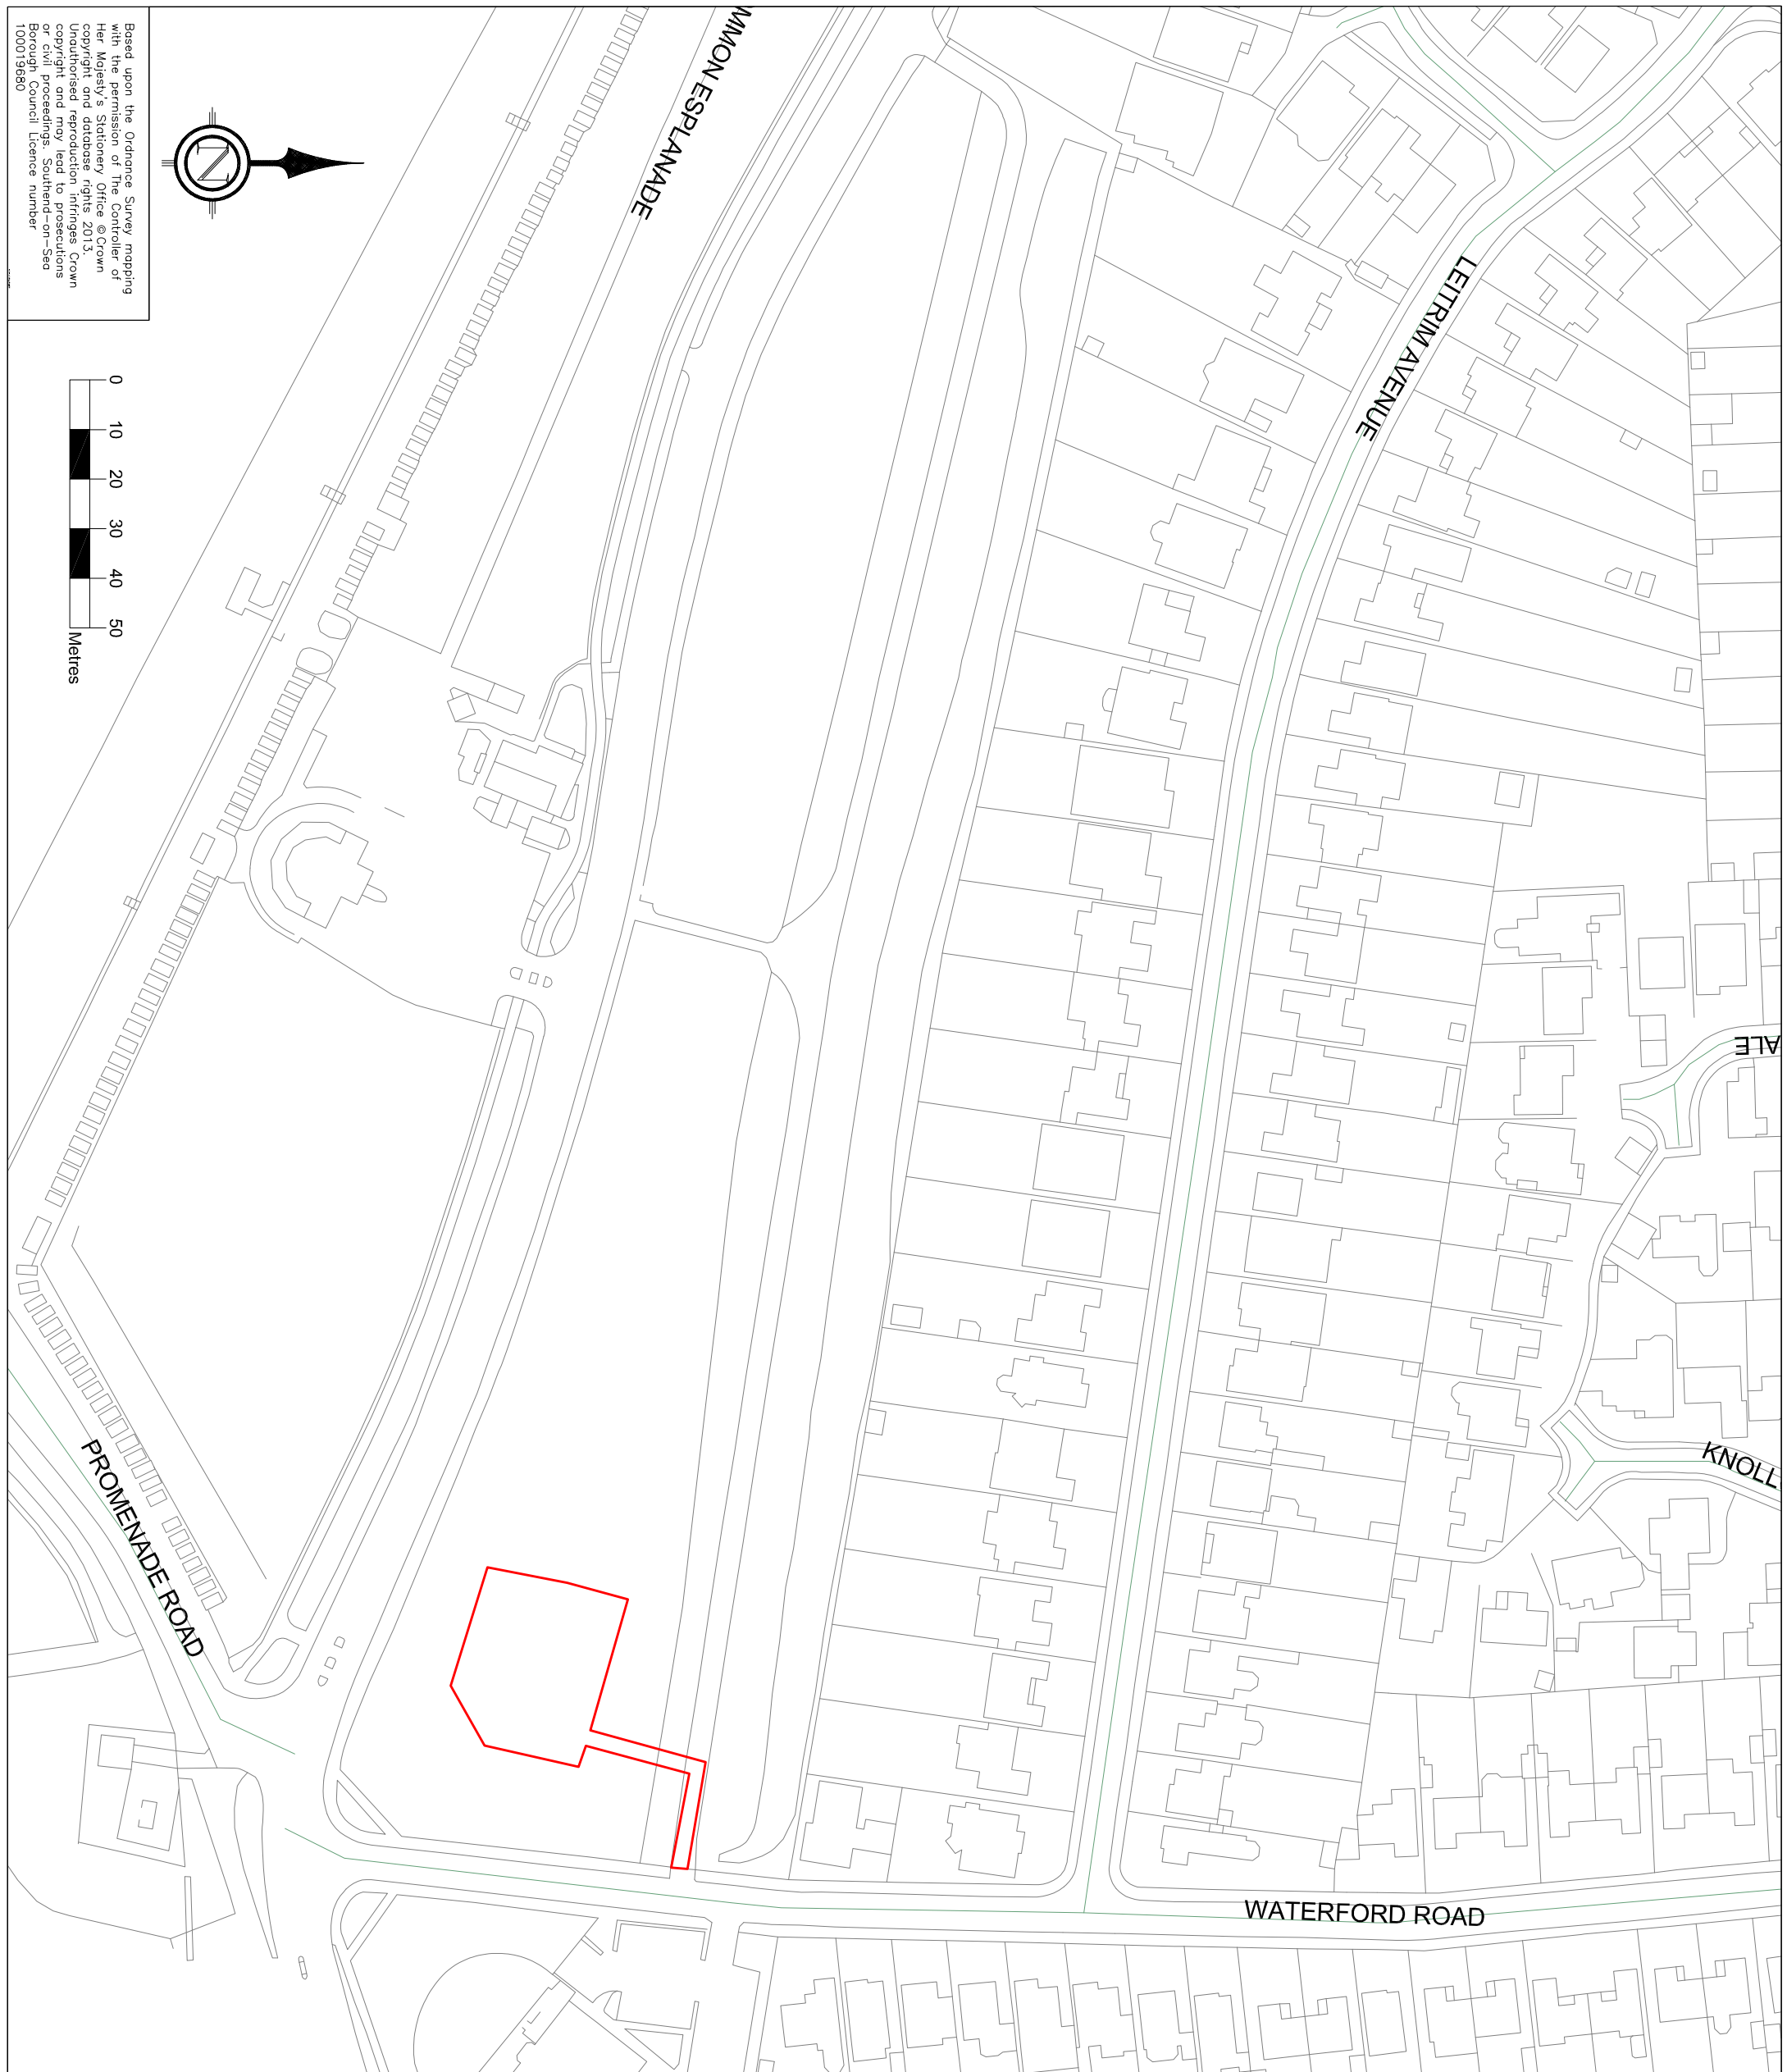 MMON ESPLANADE
LEITRIM AVENUE
ALE
KNOLL
WATERFORD ROAD
PROMENADE ROAD
N
Based upon the Ordnance Survey mapping
with the permission of The Controller of
Her Majesty's Stationery Office © Crown
copyright and database rights 2013.
Unauthorised reproduction infringes Crown
copyright and may lead to prosecutions
or civil proceedings. Southend-on-Sea
Borough Council Licence number
100019680
0 10 20 30 40 50
Metres